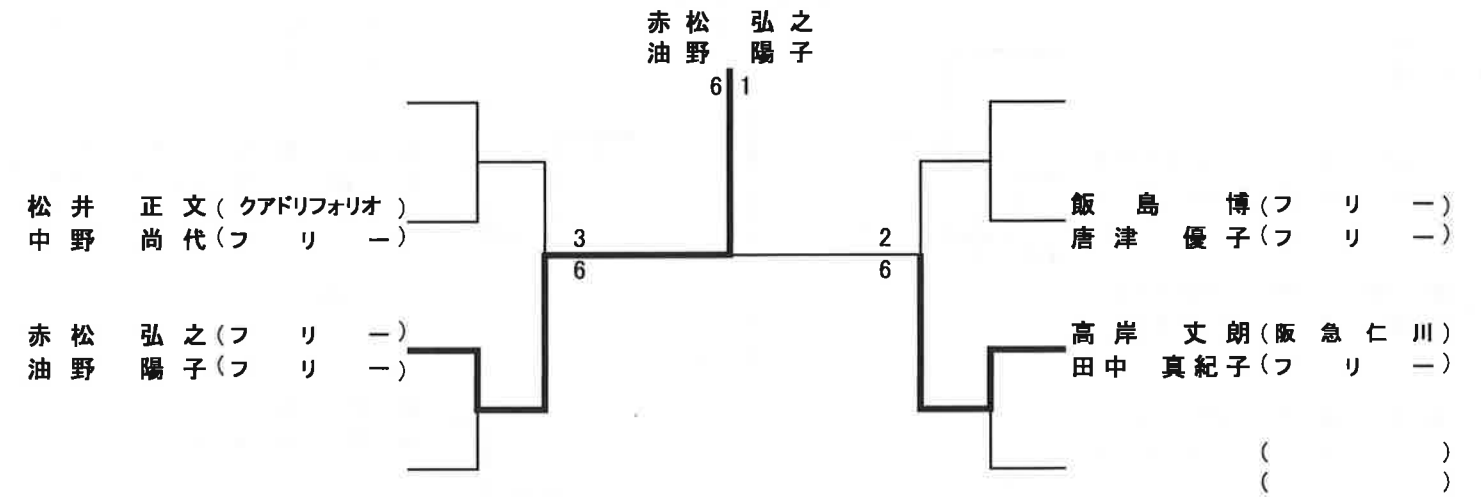 赤松 弘之
油野 陽子
6 1
松井 正文(クアドリフォリオ)
中野 尚代(フリー)
飯島 博(フリー)
唐津 優子(フリー)
3
6
2
6
赤松 弘之(フリー)
油野 陽子(フリー)
高岸 丈朗(阪急仁川)
田中 真紀子(フリー)
( )
( )